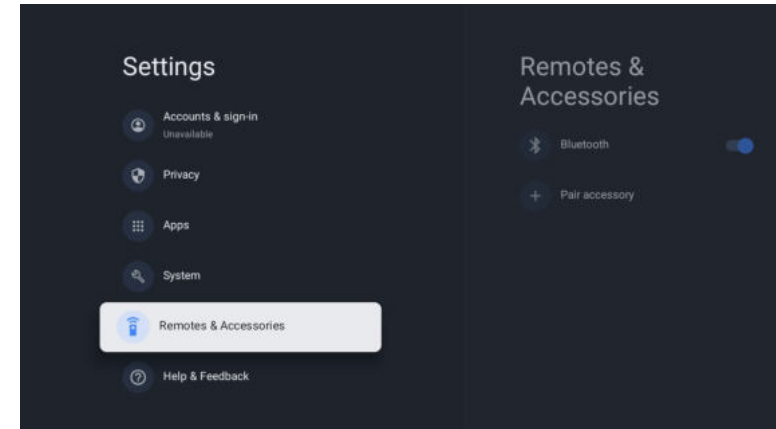 Settings
Accounts & sign-in
Unavailable
Privacy
Apps
System
Remotes & Accessories
Help & Feedback
Remotes &
Accessories
Bluetooth
Pair accessory